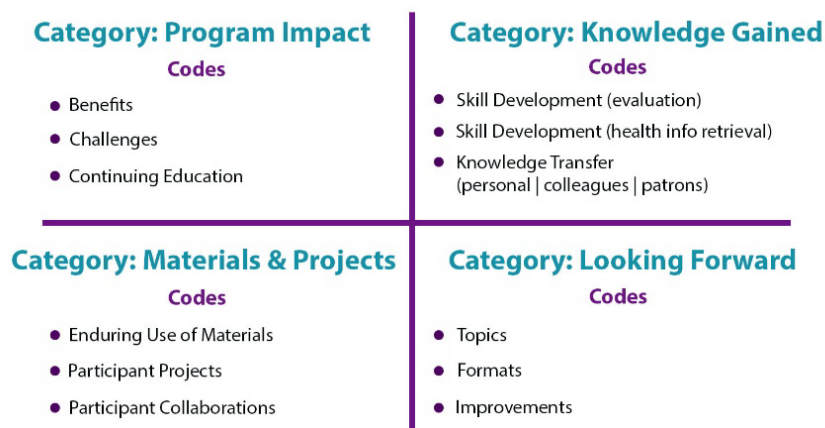 Category: Program Impact
Codes
Benefits
Challenges
Continuing Education
Category: Knowledge Gained
Codes
Skill Development (evaluation)
Skill Development (health info retrieval)
Knowledge Transfer
(personal | colleagues | patrons)
Category: Materials & Projects
Codes
Enduring Use of Materials
Participant Projects
Participant Collaborations
Category: Looking Forward
Codes
Topics
Formats
Improvements